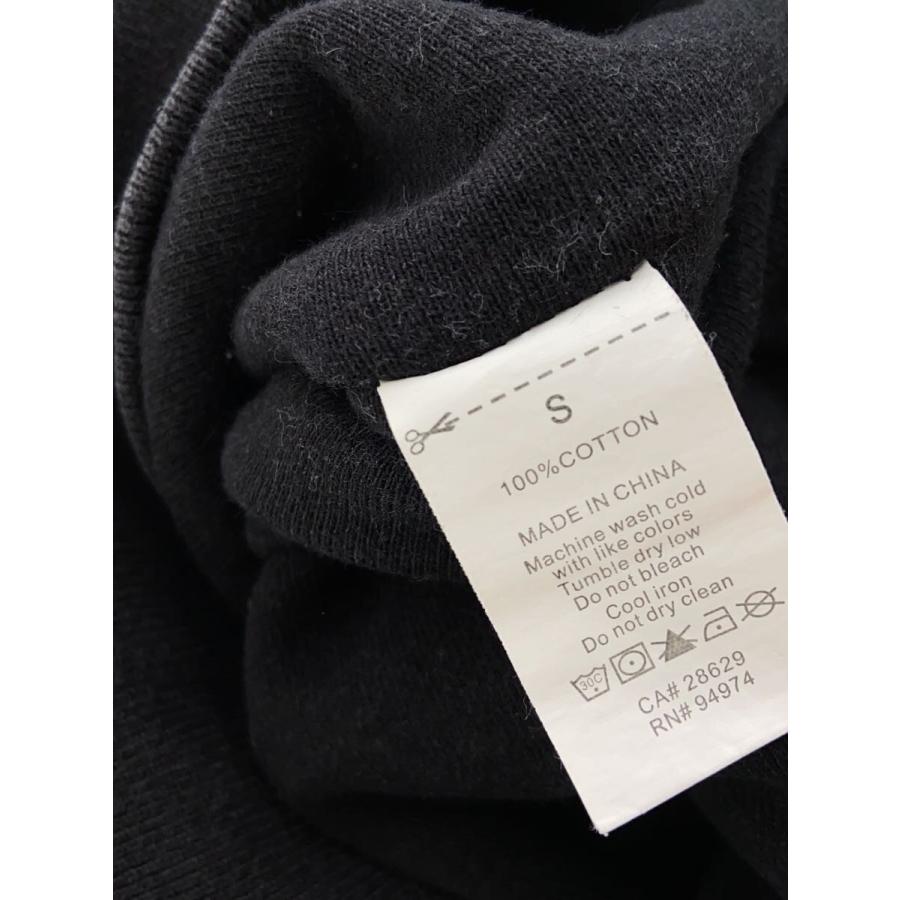 S
100%COTTON
MADE IN CHINA
Machine wash cold
with like colors
Tumble dry low
Do not bleach
Cool iron
Do not dry clean
30C
CA# 28629
RN# 94974